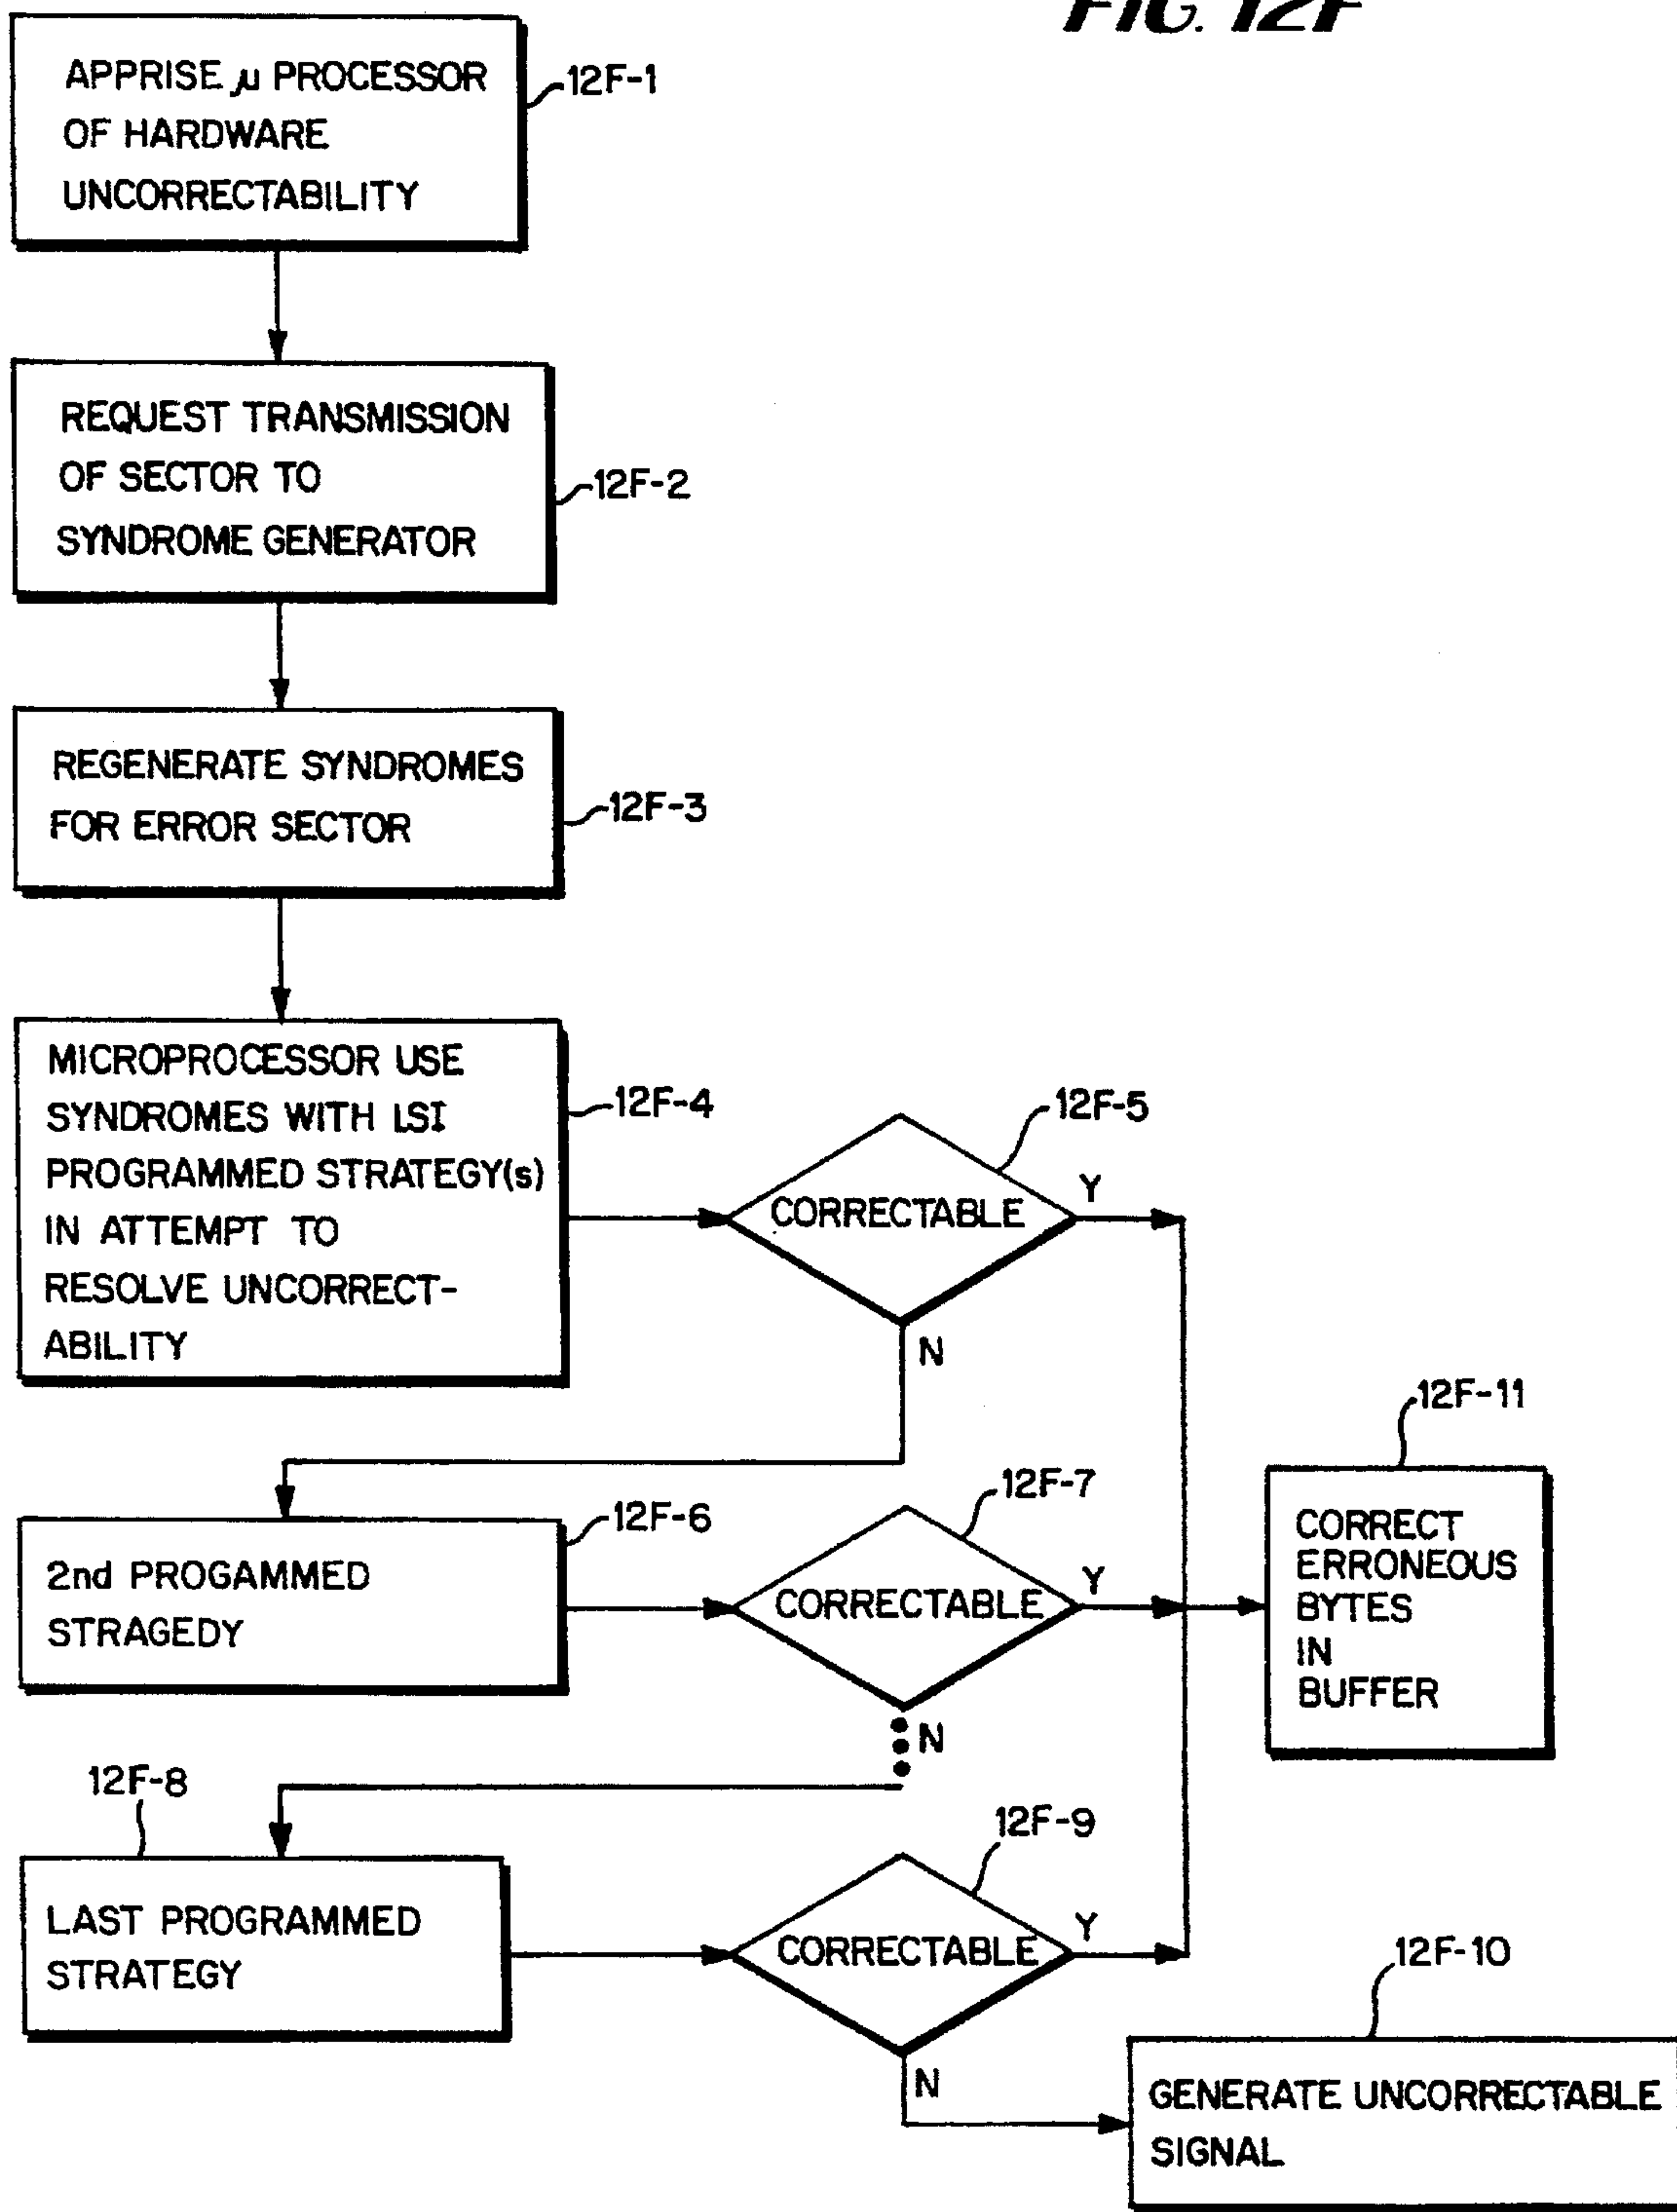 FIG. 12F
APPRISE μ PROCESSOR
OF HARDWARE
UNCORRECTABILITY
12F-1
REQUEST TRANSMISSION
OF SECTOR TO
SYNDROME GENERATOR
12F-2
REGENERATE SYNDROMES
FOR ERROR SECTOR
12F-3
MICROPROCESSOR USE
SYNDROMES WITH LSI
PROGRAMMED STRATEGY(s)
IN ATTEMPT TO
RESOLVE UNCORRECT-
ABILITY
12F-4
12F-5
CORRECTABLE
Y
N
2nd PROGAMMED
STRAGEDY
12F-6
12F-7
CORRECTABLE
Y
N
12F-11
CORRECT
ERRONEOUS
BYTES
IN
BUFFER
12F-8
LAST PROGRAMMED
STRATEGY
12F-9
CORRECTABLE
Y
N
12F-10
GENERATE UNCORRECTABLE
SIGNAL